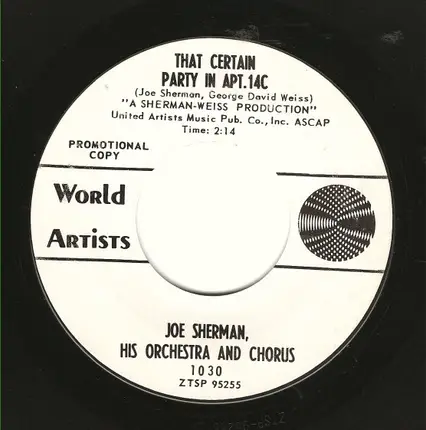 THAT CERTAIN
PARTY IN APT.14C
(Joe Sherman, George David Weiss)
"A SHERMAN-WEISS PRODUCTION"
United Artists Music Pub. Co., Inc. ASCAP
Time: 2:14
PROMOTIONAL
COPY
World
Artists
JOE SHERMAN,
HIS ORCHESTRA AND CHORUS
1030
ZTSP 95255